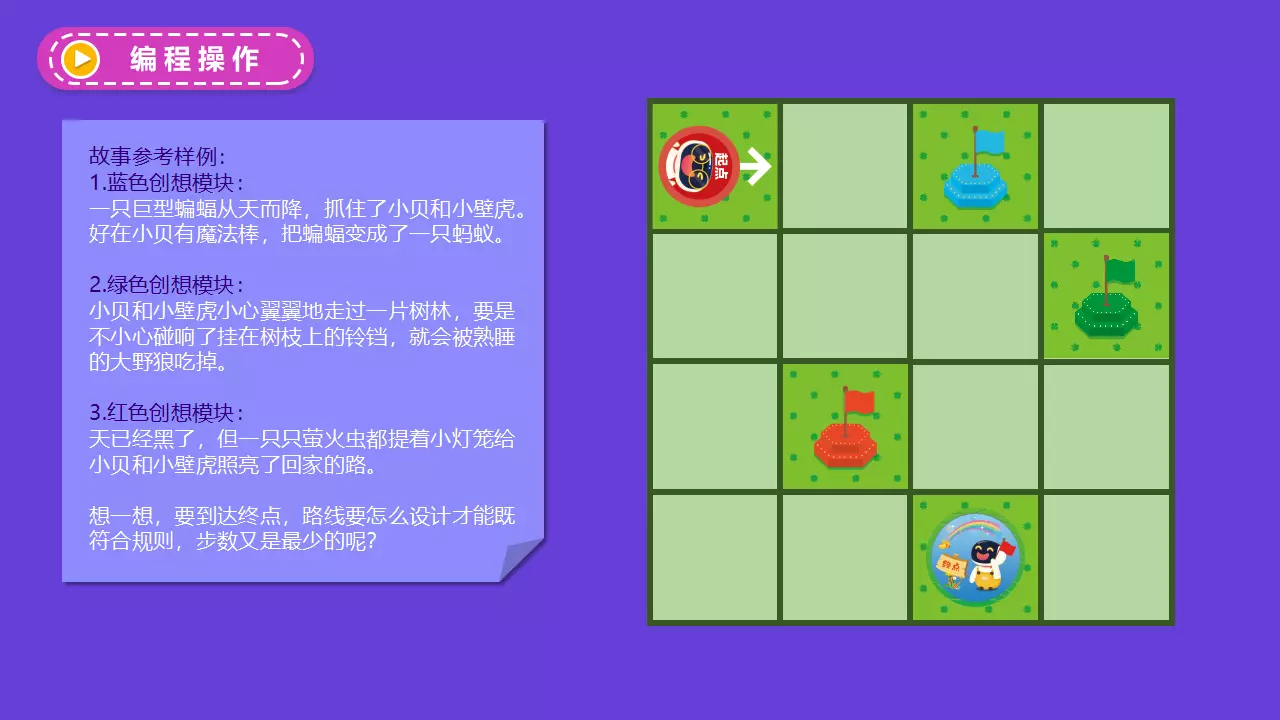 编程操作
故事参考样例：
1.蓝色创想模块：
一只巨型蝙蝠从天而降，抓住了小贝和小壁虎。
好在小贝有魔法棒，把蝙蝠变成了一只蚂蚁。
2.绿色创想模块：
小贝和小壁虎小心翼翼地走过一片树林，要是
不小心碰响了挂在树枝上的铃铛，就会被熟睡
的大野狼吃掉。
3.红色创想模块：
天已经黑了，但一只只萤火虫都提着小灯笼给
小贝和小壁虎照亮了回家的路。
想一想，要到达终点，路线要怎么设计才能既
符合规则，步数又是最少的呢?
起点
终点